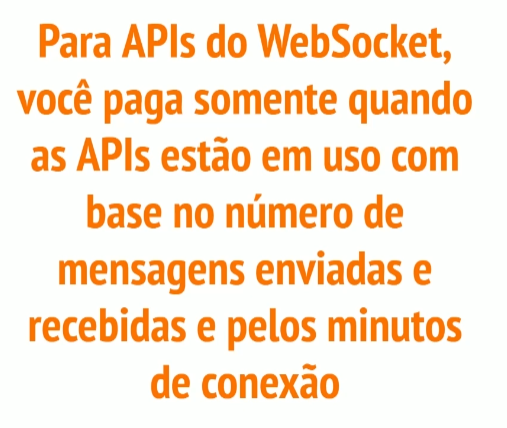 Para APIs do WebSocket,
você paga somente quando
as APIs estão em uso com
base no número de
mensagens enviadas e
recebidas e pelos minutos
de conexão